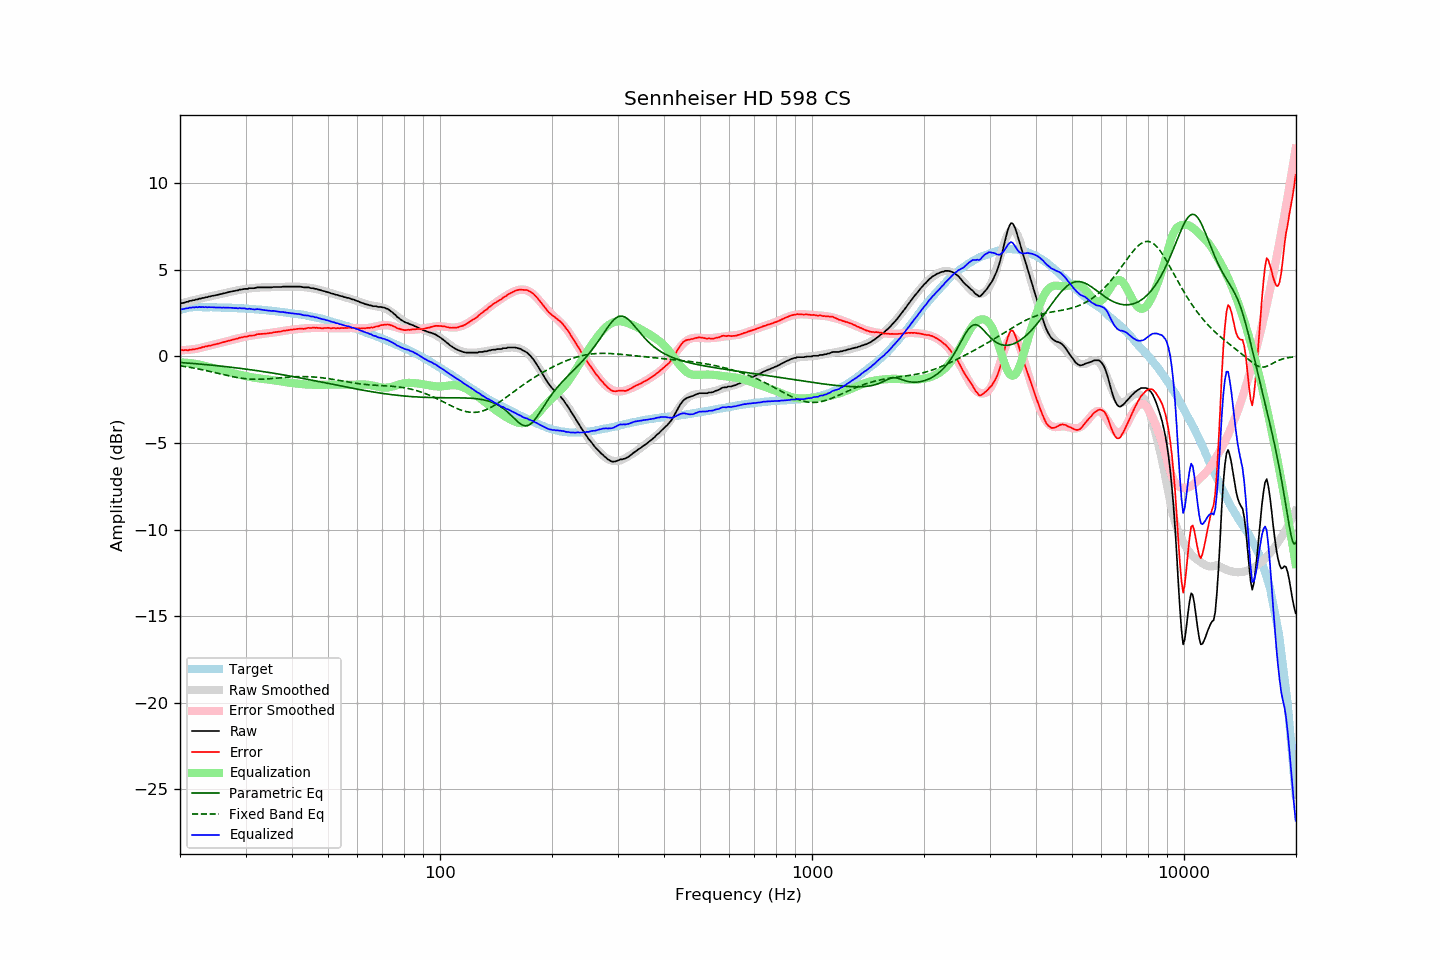 Sennheiser HD 598 CS
10
5
0
−5
−10
−15
−20
−25
Amplitude (dBr)
Target
Raw Smoothed
Error Smoothed
Raw
Error
Equalization
Parametric Eq
Fixed Band Eq
Equalized
100
1000
10000
Frequency (Hz)